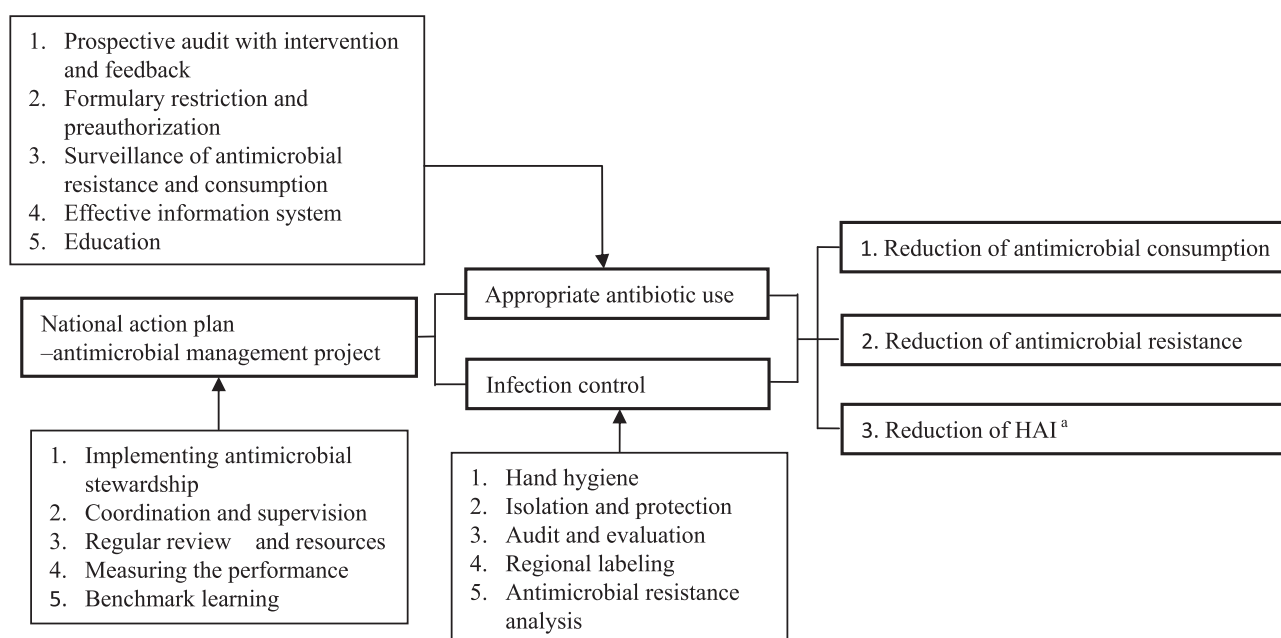 1. Prospective audit with intervention
and feedback
2. Formulary restriction and
preauthorization
3. Surveillance of antimicrobial
resistance and consumption
4. Effective information system
5. Education
National action plan
–antimicrobial management project
1. Implementing antimicrobial
stewardship
2. Coordination and supervision
3. Regular review and resources
4. Measuring the performance
5. Benchmark learning
Appropriate antibiotic use
Infection control
1. Hand hygiene
2. Isolation and protection
3. Audit and evaluation
4. Regional labeling
5. Antimicrobial resistance
analysis
1. Reduction of antimicrobial consumption
2. Reduction of antimicrobial resistance
3. Reduction of HAI a